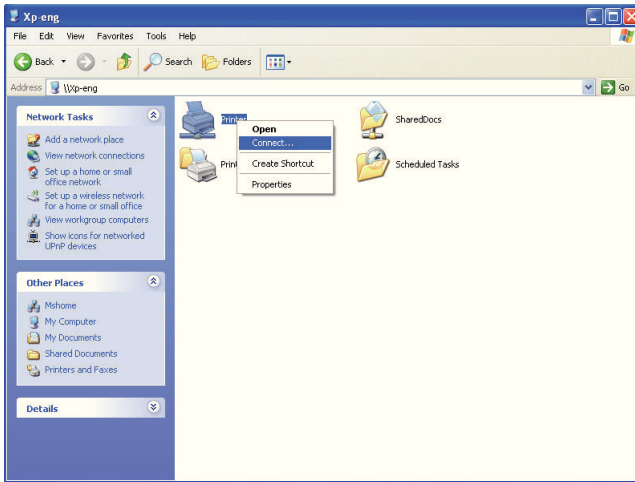 Xp-eng
File Edit View Favorites Tools Help
Back Search Folders
Address \\Xp-eng Go
Network Tasks
Add a network place
View network connections
Set up a home or small
office network
Set up a wireless network
for a home or small office
View workgroup computers
Show icons for networked
UPnP devices
Other Places
Mshome
My Computer
My Documents
Shared Documents
Printers and Faxes
Details
Printer
Open
Connect...
Create Shortcut
Properties
SharedDocs
Scheduled Tasks